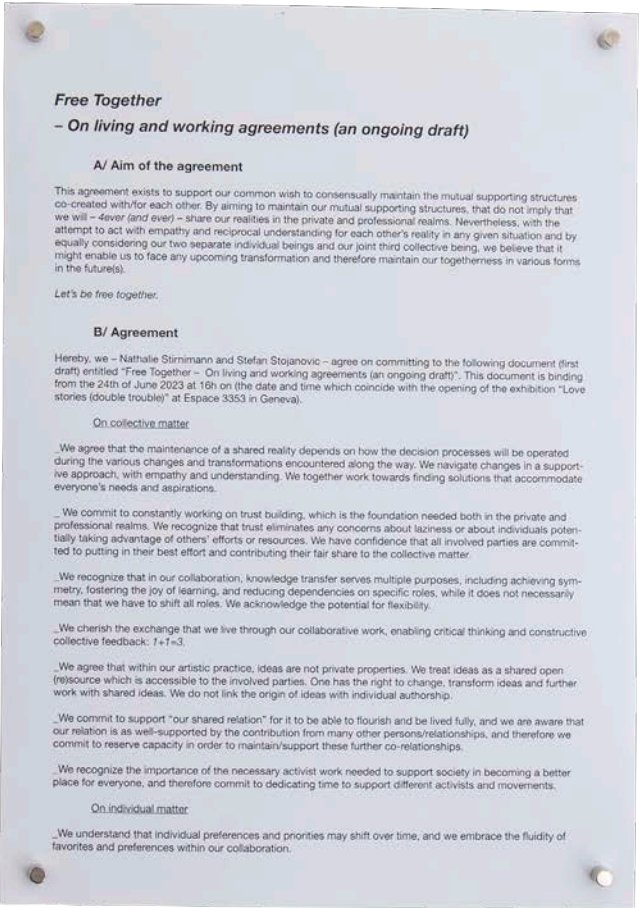 Free Together
– On living and working agreements (an ongoing draft)
A/ Aim of the agreement
This agreement exists to support our common wish to consensually maintain the mutual supporting structures
co-created with/for each other. By aiming to maintain our mutual supporting structures, that do not imply that
we will – 4ever (and ever) – share our realities in the private and professional realms. Nevertheless, with the
attempt to act with empathy and reciprocal understanding for each other's reality in any given situation and by
equally considering our two separate individual beings and our joint third collective being, we believe that it
might enable us to face any upcoming transformation and therefore maintain our togetherness in various forms
in the future(s).
Let's be free together.
B/ Agreement
Hereby, we – Nathalie Stirnimann and Stefan Stojanovic – agree on committing to the following document (first
draft) entitled "Free Together – On living and working agreements (an ongoing draft)". This document is binding
from the 24th of June 2023 at 16h on (the date and time which coincide with the opening of the exhibition "Love
stories (double trouble)" at Espace 3353 in Geneva).
On collective matter
_We agree that the maintenance of a shared reality depends on how the decision processes will be operated
during the various changes and transformations encountered along the way. We navigate changes in a support-
ive approach, with empathy and understanding. We together work towards finding solutions that accommodate
everyone's needs and aspirations.
_ We commit to constantly working on trust building, which is the foundation needed both in the private and
professional realms. We recognize that trust eliminates any concerns about laziness or about individuals poten-
tially taking advantage of others' efforts or resources. We have confidence that all involved parties are commit-
ted to putting in their best effort and contributing their fair share to the collective matter.
_We recognize that in our collaboration, knowledge transfer serves multiple purposes, including achieving sym-
metry, fostering the joy of learning, and reducing dependencies on specific roles, while it does not necessarily
mean that we have to shift all roles. We acknowledge the potential for flexibility.
_We cherish the exchange that we live through our collaborative work, enabling critical thinking and constructive
collective feedback: 1+1=3.
_We agree that within our artistic practice, ideas are not private properties. We treat ideas as a shared open
(re)source which is accessible to the involved parties. One has the right to change, transform ideas and further
work with shared ideas. We do not link the origin of ideas with individual authorship.
_We commit to support "our shared relation" for it to be able to flourish and be lived fully, and we are aware that
our relation is as well-supported by the contribution from many other persons/relationships, and therefore we
commit to reserve capacity in order to maintain/support these further co-relationships.
_We recognize the importance of the necessary activist work needed to support society in becoming a better
place for everyone, and therefore commit to dedicating time to support different activists and movements.
On individual matter
_We understand that individual preferences and priorities may shift over time, and we embrace the fluidity of
favorites and preferences within our collaboration.